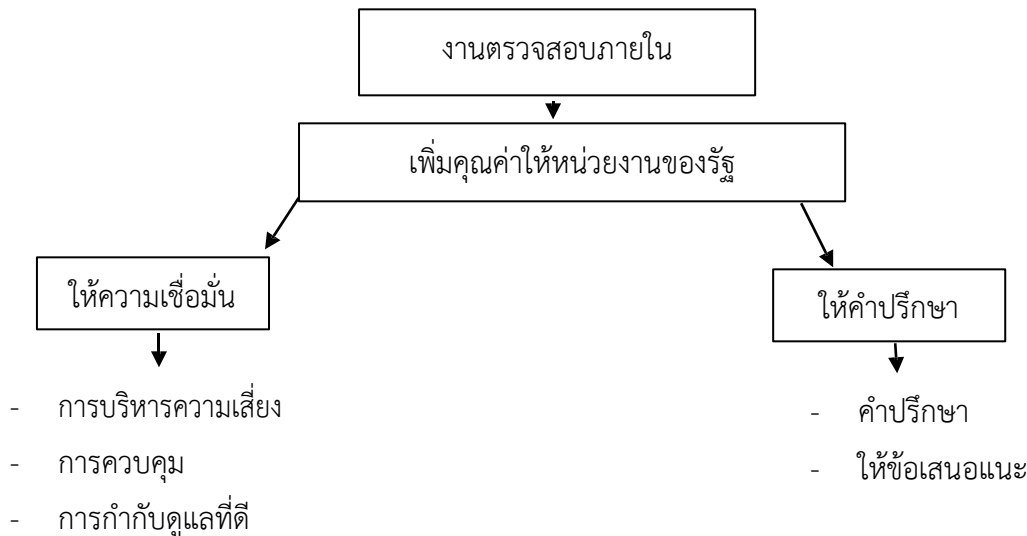 งานตรวจสอบภายใน
เพิ่มคุณค่าให้หน่วยงานของรัฐ
ให้ความเชื่อมั่น
ให้คำปรึกษา
- การบริหารความเสี่ยง
- การควบคุม
- การกำกับดูแลที่ดี
- คำปรึกษา
- ให้ข้อเสนอแนะ